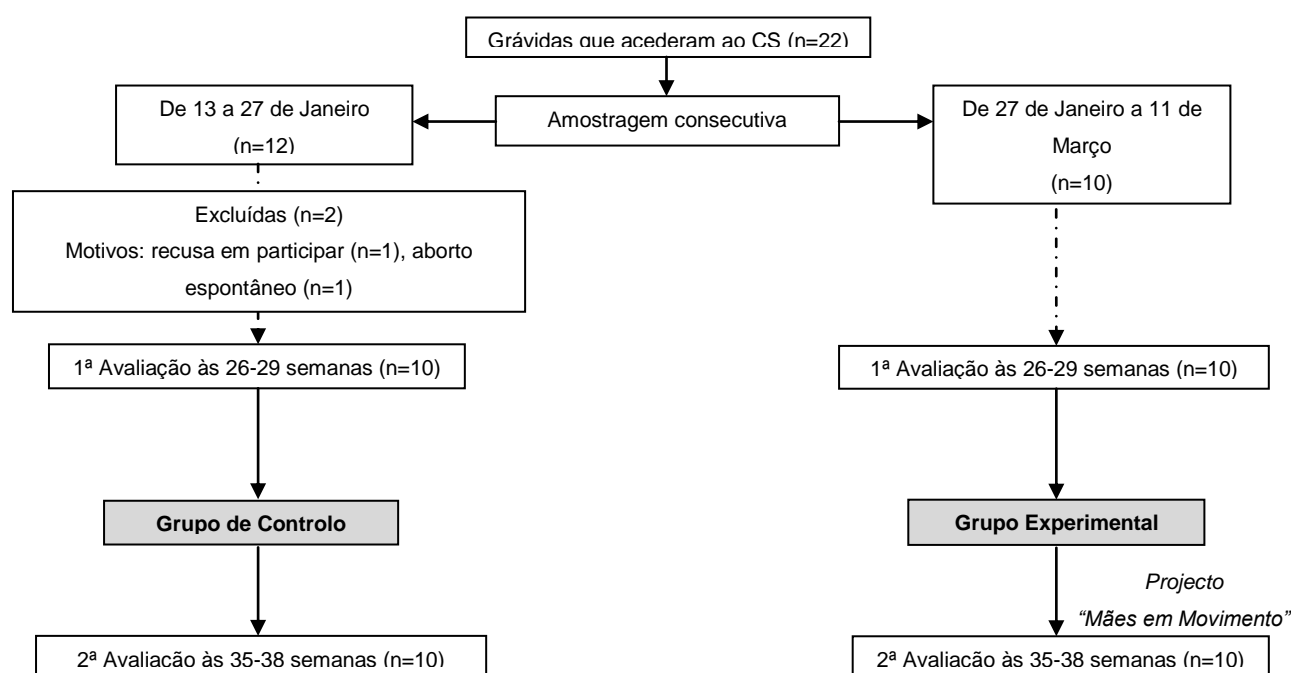 Grávidas que acederam ao CS (n=22)
De 13 a 27 de Janeiro
(n=12)
Amostragem consecutiva
De 27 de Janeiro a 11 de
Março
(n=10)
Excluídas (n=2)
Motivos: recusa em participar (n=1), aborto
espontâneo (n=1)
1ª Avaliação às 26-29 semanas (n=10)
1ª Avaliação às 26-29 semanas (n=10)
Grupo de Controlo
Grupo Experimental
Projecto
“Mães em Movimento”
2ª Avaliação às 35-38 semanas (n=10)
2ª Avaliação às 35-38 semanas (n=10)